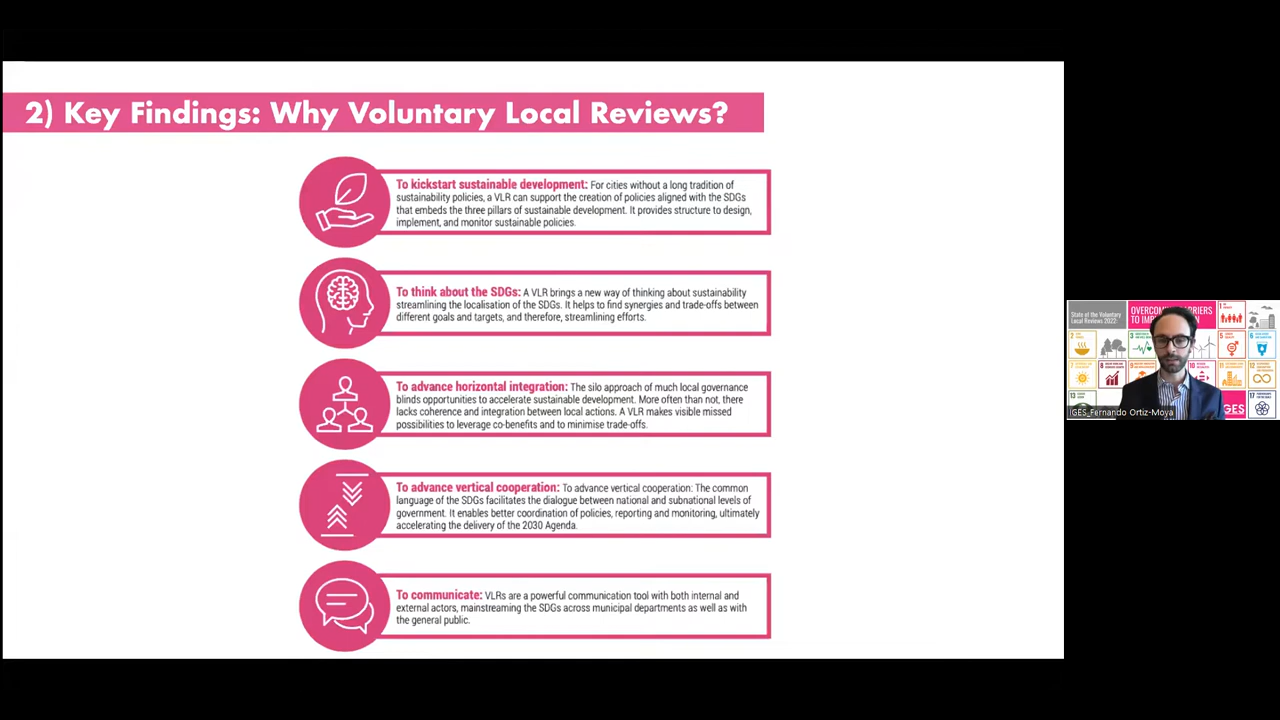 2) Key Findings: Why Voluntary Local Reviews?
To kickstart sustainable development: For cities without a long tradition of
sustainability policies, a VLR can support the creation of policies aligned with the SDGs
that embeds the three pillars of sustainable development. It provides structure to design,
implement, and monitor sustainable policies.
To think about the SDGs: A VLR brings a new way of thinking about sustainability
streamlining the localisation of the SDGs. It helps to find synergies and trade-offs between
different goals and targets, and therefore, streamlining efforts.
To advance horizontal integration: The silo approach of much local governance
blinds opportunities to accelerate sustainable development. More often than not, there
lacks coherence and integration between local actions. A VLR makes visible missed
possibilities to leverage co-benefits and to minimise trade-offs.
To advance vertical cooperation: To advance vertical cooperation: The common
language of the SDGs facilitates the dialogue between national and subnational levels of
government. It enables better coordination of policies, reporting and monitoring, ultimately
accelerating the delivery of the 2030 Agenda.
To communicate: VLRs are a powerful communication tool with both internal and
external actors, mainstreaming the SDGs across municipal departments as well as with
the general public.
State of the Voluntary
Local Reviews 2022:
IGES_Fernando Ortiz-Moya